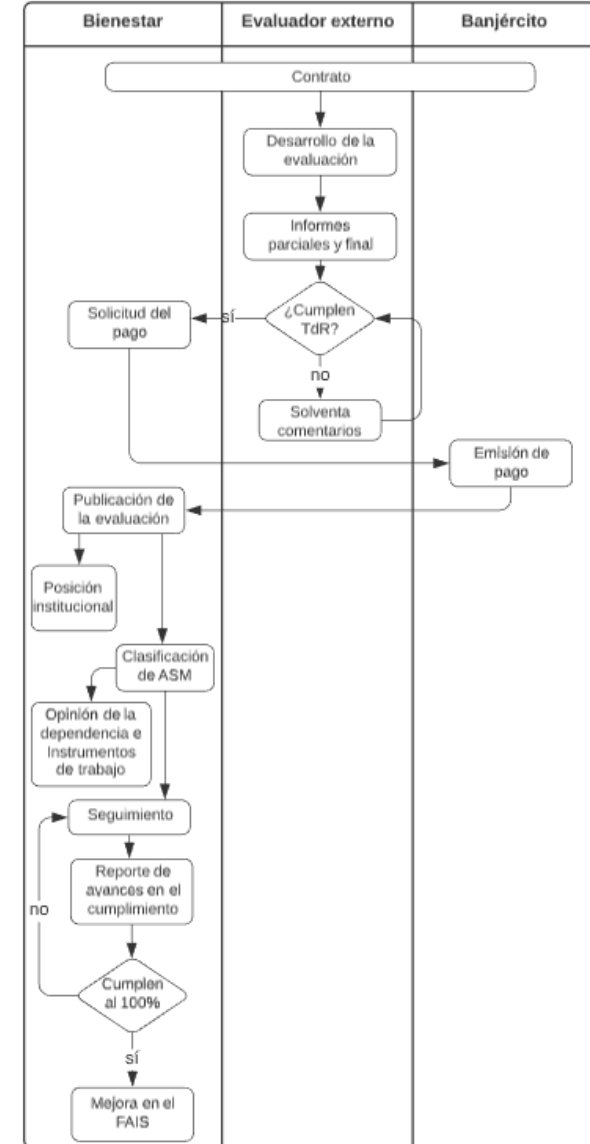 Bienestar
Evaluador externo
Banjército
Contrato
Desarrollo de la
evaluación
Informes
parciales y final
¿Cumplen
TdR?
sí
Solicitud del
pago
no
Solventa
comentarios
Emisión de
pago
Publicación de
la evaluación
Posición
institucional
Clasificación
de ASM
Opinión de la
dependencia e
Instrumentos
de trabajo
Seguimiento
Reporte de
avances en el
cumplimiento
no
Cumplen
al 100%
sí
Mejora en el
FAIS